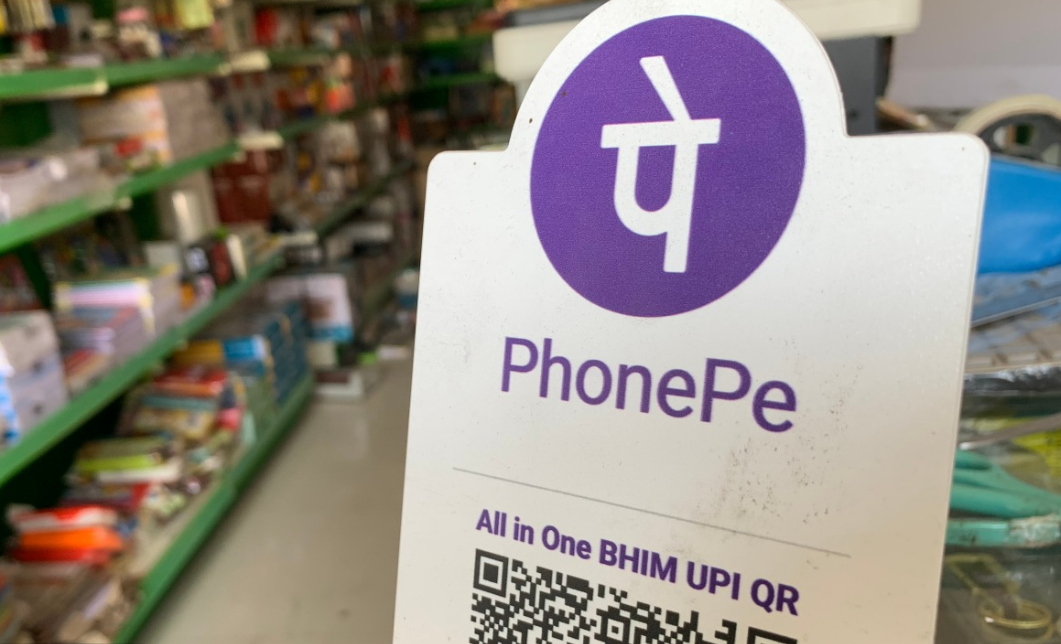 पे
PhonePe
All in One BHIM UPI QR